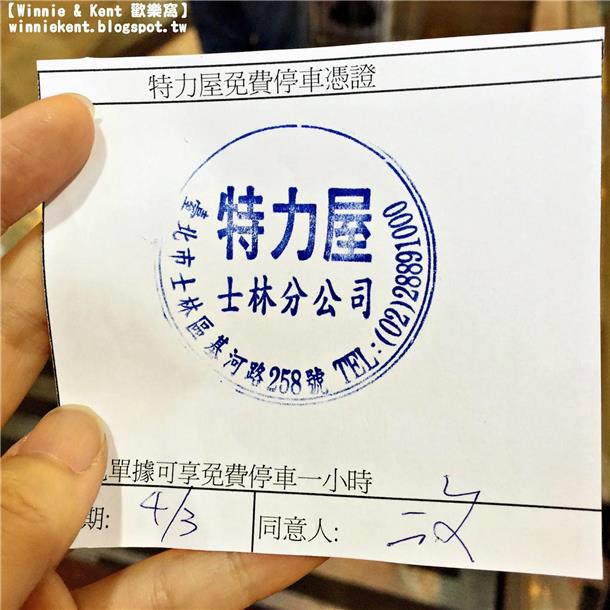 【Winnie & Kent 歡樂窩】
winniekent.blogspot.tw
特力屋免費停車憑證
特力屋
士林分公司
臺北市士林區基河路258號 TEL:(02)28891000
單據可享免費停車一小時
期: 4/3 同意人: